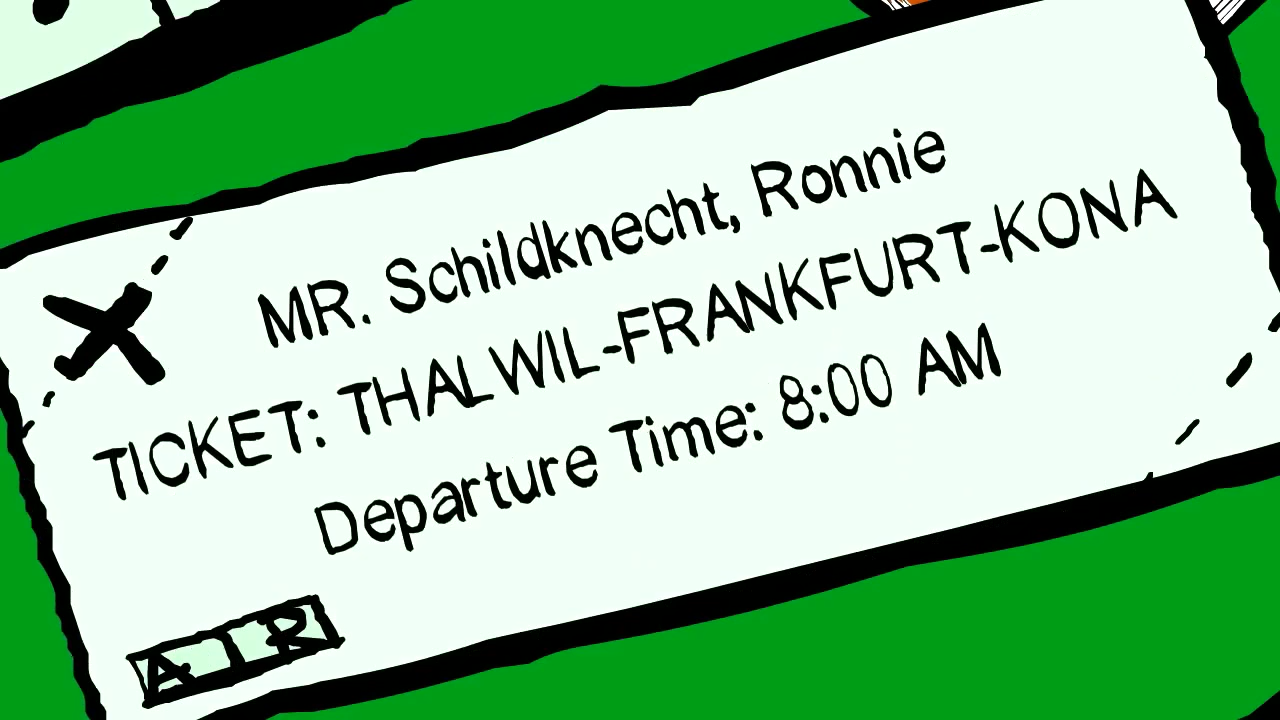 MR. Schildknecht, Ronnie
TICKET: THALWIL-FRANKFURT-KONA
Departure Time: 8:00 AM
AIR